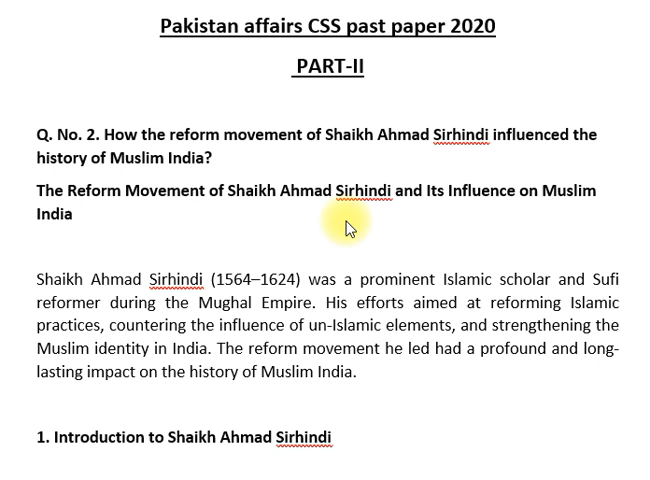 Pakistan affairs CSS past paper 2020
PART-II
Q. No. 2. How the reform movement of Shaikh Ahmad Sirhindi influenced the
history of Muslim India?
The Reform Movement of Shaikh Ahmad Sirhindi and Its Influence on Muslim
India
Shaikh Ahmad Sirhindi (1564–1624) was a prominent Islamic scholar and Sufi
reformer during the Mughal Empire. His efforts aimed at reforming Islamic
practices, countering the influence of un-Islamic elements, and strengthening the
Muslim identity in India. The reform movement he led had a profound and long-
lasting impact on the history of Muslim India.
1. Introduction to Shaikh Ahmad Sirhindi